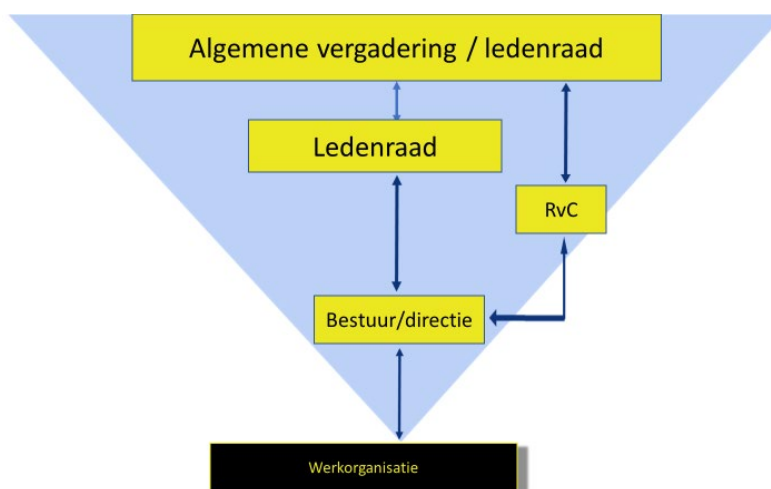 Algemene vergadering / ledenraad
Ledenraad
RvC
Bestuur/directie
Werkorganisatie